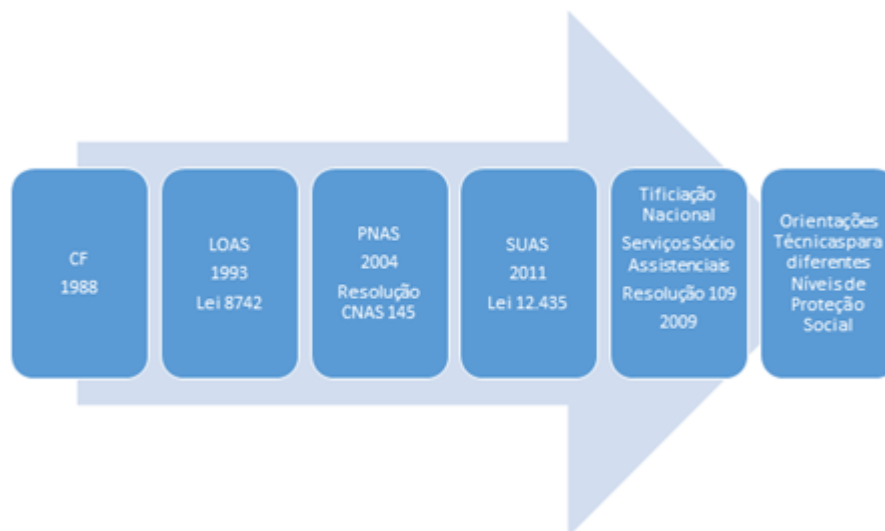 CF
1988
LOAS
1993
Lei 8742
PNAS
2004
Resolução
CNAS 145
SUAS
2011
Lei 12.435
Tificiação
Nacional
Serviços Sócio
Assistenciais
Resolução 109
2009
Orientações
Técnicaspara
diferentes
Níveis de
Proteção
Social